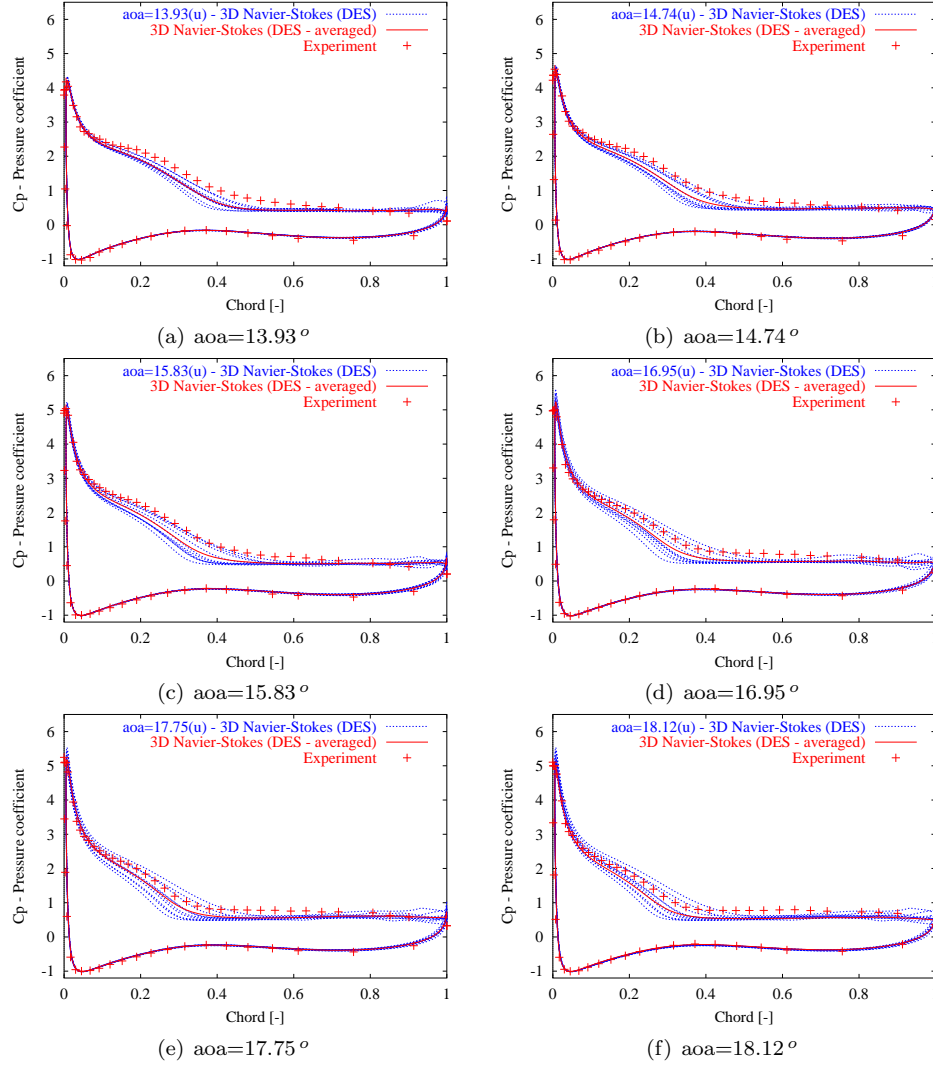 aoa=13.93(u) - 3D Navier-Stokes (DES)
3D Navier-Stokes (DES - averaged)
Experiment
Cp - Pressure coefficient
6
5
4
3
2
1
0
-1
0 0.2 0.4 0.6 0.8 1
Chord [-]
(a) aoa=13.93 o
aoa=14.74(u) - 3D Navier-Stokes (DES)
3D Navier-Stokes (DES - averaged)
Experiment
Cp - Pressure coefficient
6
5
4
3
2
1
0
-1
0 0.2 0.4 0.6 0.8
Chord [-]
(b) aoa=14.74 o
aoa=15.83(u) - 3D Navier-Stokes (DES)
3D Navier-Stokes (DES - averaged)
Experiment
Cp - Pressure coefficient
6
5
4
3
2
1
0
-1
0 0.2 0.4 0.6 0.8 1
Chord [-]
(c) aoa=15.83 o
aoa=16.95(u) - 3D Navier-Stokes (DES)
3D Navier-Stokes (DES - averaged)
Experiment
Cp - Pressure coefficient
6
5
4
3
2
1
0
-1
0 0.2 0.4 0.6 0.8
Chord [-]
(d) aoa=16.95 o
aoa=17.75(u) - 3D Navier-Stokes (DES)
3D Navier-Stokes (DES - averaged)
Experiment
Cp - Pressure coefficient
6
5
4
3
2
1
0
-1
0 0.2 0.4 0.6 0.8 1
Chord [-]
(e) aoa=17.75 o
aoa=18.12(u) - 3D Navier-Stokes (DES)
3D Navier-Stokes (DES - averaged)
Experiment
Cp - Pressure coefficient
6
5
4
3
2
1
0
-1
0 0.2 0.4 0.6 0.8
Chord [-]
(f) aoa=18.12 o